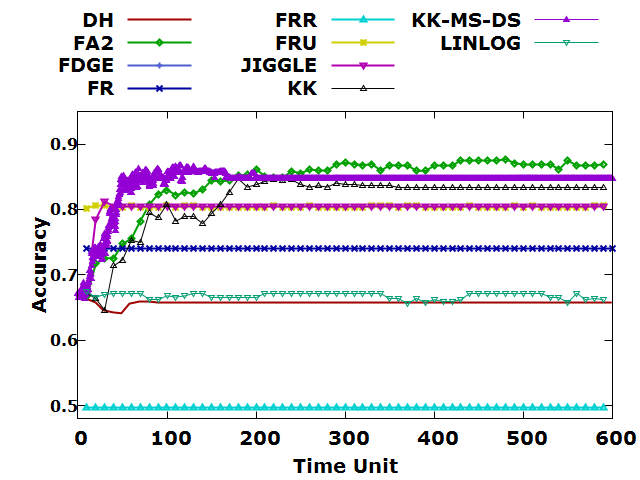 DH FRR KK-MS-DS
FA2 FRU LINLOG
FDGE JIGGLE
FR KK
0.9
0.8
0.7
0.6
0.5
Accuracy
0 100 200 300 400 500 600
Time Unit